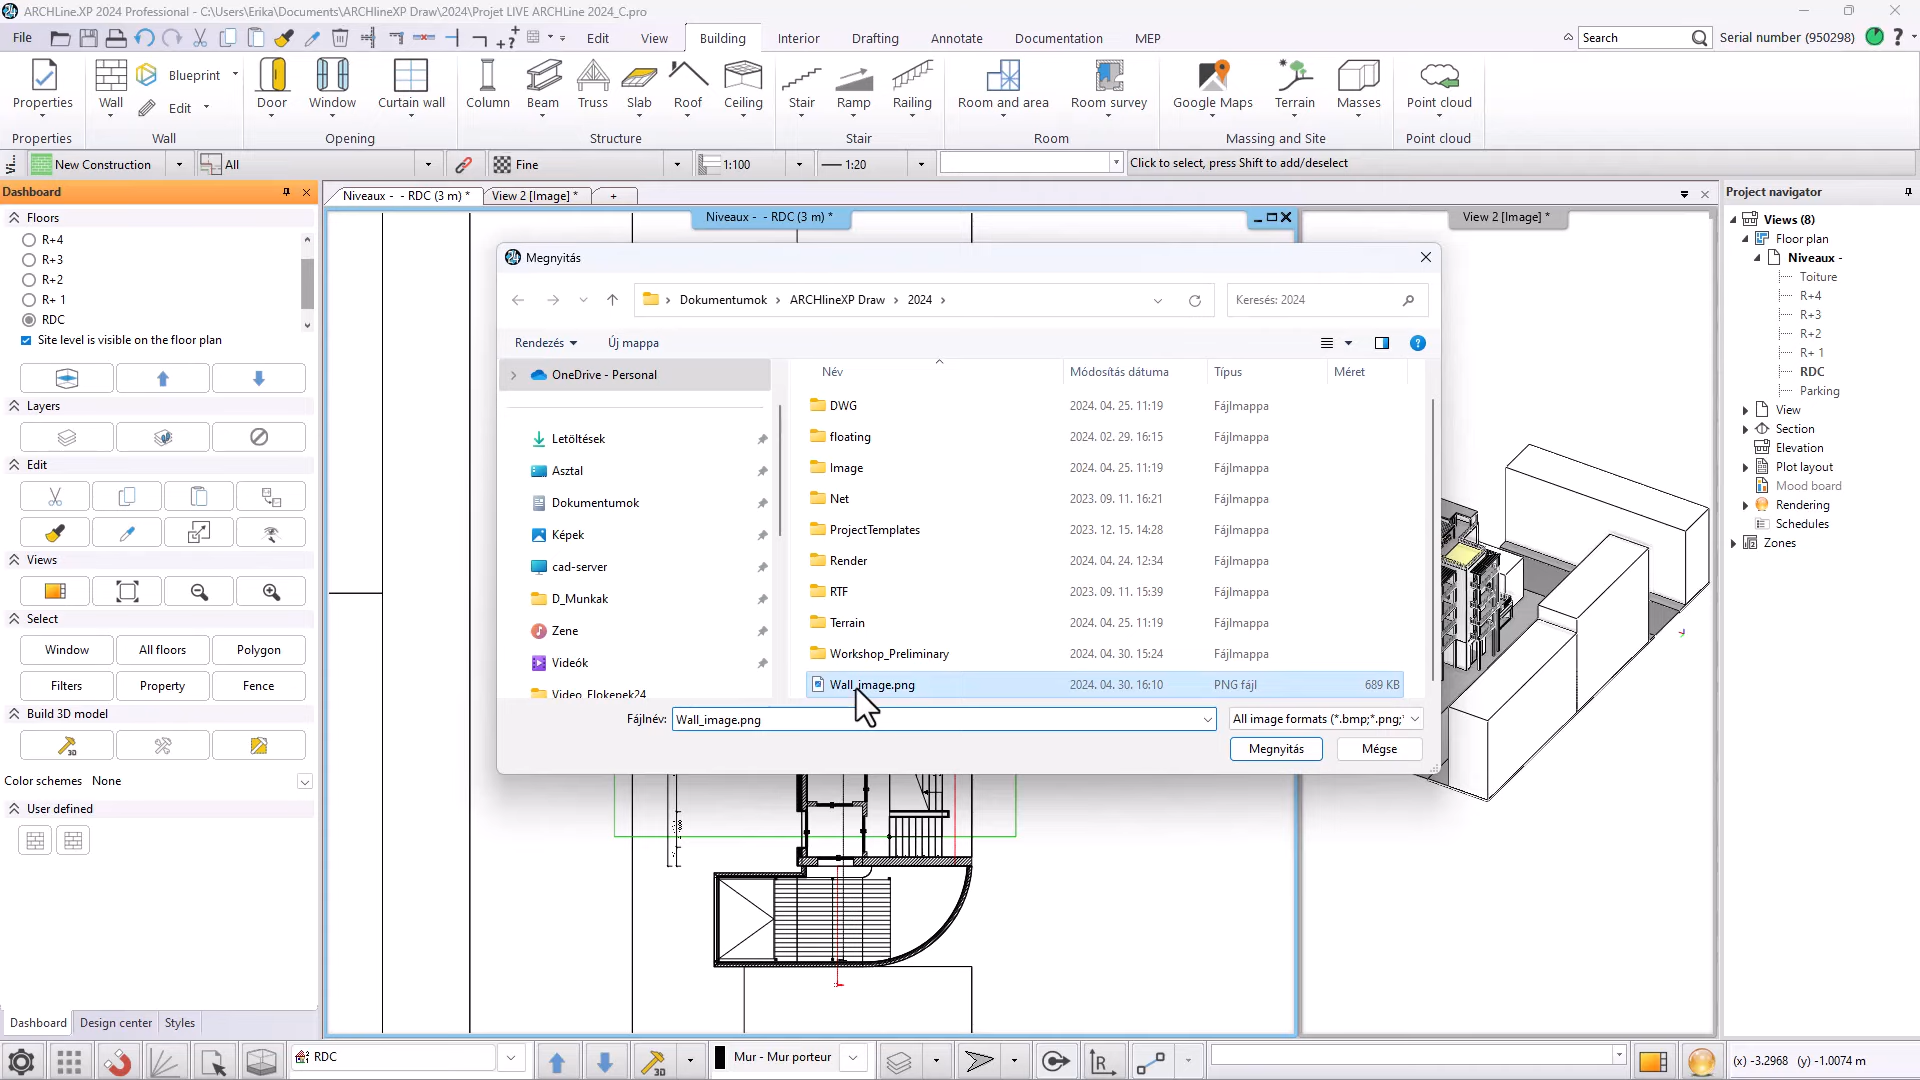 ARCHLine.XP 2024 Professional - C:\Users\Erika\Documents\ARCHlineXP Draw\2024\Projet LIVE ARCHLine 2024_C.pro
File Edit View Building Interior Drafting Annotate Documentation MEP Search Serial number (950298)
Blueprint
Edit
Properties Wall Door Window Curtain wall Column Beam Truss Slab Roof Ceiling Stair Ramp Railing Room and area Room survey Google Maps Terrain Masses Point cloud
Properties Wall Opening Structure Stair Room Massing and Site Point cloud
Wall New Construction All Fine 1:100 1:20 Click to select, press Shift to add/deselect
Dashboard
Floors
R+4
R+3
R+2
R+ 1
RDC
Site level is visible on the floor plan
Layers
Edit
Views
Select
Window All floors Polygon
Filters Property Fence
Build 3D model
3D
Color schemes None
User defined
Dashboard Design center Styles
Niveaux - - RDC (3 m) * View 2 [Image] * +
Niveaux - - RDC (3 m) *
View 2 [Image] *
Megnyitás
Dokumentumok ARCHlineXP Draw 2024
Keresés: 2024
Rendezés Új mappa
OneDrive - Personal
Letöltések
Asztal
Dokumentumok
Képek
cad-server
D_Munkak
Zene
Videók
Video_Flokepek24
Név Módosítás dátuma Típus Méret
DWG 2024. 04. 25. 11:19 Fájlmappa
floating 2024. 02. 29. 16:15 Fájlmappa
Image 2024. 04. 25. 11:19 Fájlmappa
Net 2023. 09. 11. 16:21 Fájlmappa
ProjectTemplates 2023. 12. 15. 14:28 Fájlmappa
Render 2024. 04. 24. 12:34 Fájlmappa
RTF 2023. 09. 11. 15:39 Fájlmappa
Terrain 2024. 04. 25. 11:19 Fájlmappa
Workshop_Preliminary 2024. 04. 30. 15:24 Fájlmappa
Wall_image.png 2024. 04. 30. 16:10 PNG fájl 689 KB
Fájlnév: Wall_image.png All image formats (*.bmp;*.png;*
Megnyitás Mégse
Project navigator
Views (8)
Floor plan
Niveaux -
Toiture
R+4
R+3
R+2
R+ 1
RDC
Parking
View
Section
Elevation
Plot layout
Mood board
Rendering
Schedules
Zones
RDC 3D Mur - Mur porteur (x) -3.2968 (y) -1.0074 m